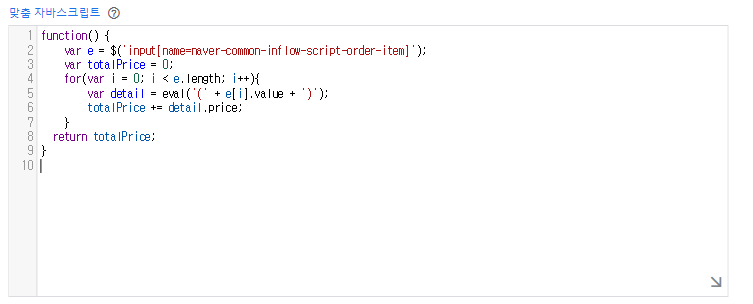 맞춤 자바스크립트 ?
1 function() {
2 var e = $('input[name=naver-common-inflow-script-order-item]');
3 var totalPrice = 0;
4 for(var i = 0; i < e.length; i++){
5 var detail = eval('(' + e[i].value + ')');
6 totalPrice += detail.price;
7 }
8 return totalPrice;
9 }
10